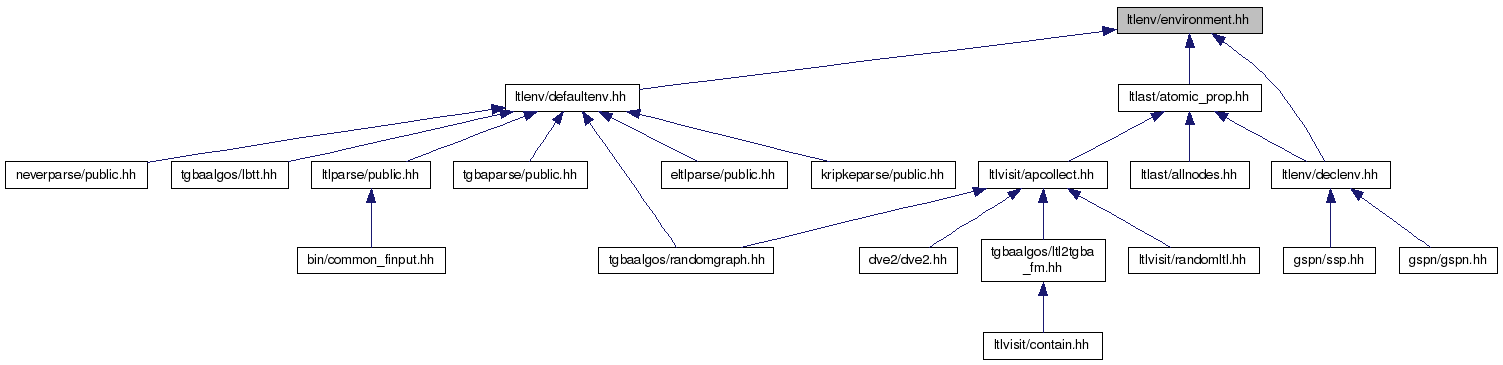 ltlenv/environment.hh
ltlenv/defaultenv.hh
ltlast/atomic_prop.hh
neverparse/public.hh
tgbaalgos/lbtt.hh
ltlparse/public.hh
tgbaparse/public.hh
eltlparse/public.hh
kripkeparse/public.hh
ltlvisit/apcollect.hh
ltlast/allnodes.hh
ltlenv/declenv.hh
bin/common_finput.hh
tgbaalgos/randomgraph.hh
dve2/dve2.hh
tgbaalgos/ltl2tgba
_fm.hh
ltlvisit/randomltl.hh
gspn/ssp.hh
gspn/gspn.hh
ltlvisit/contain.hh